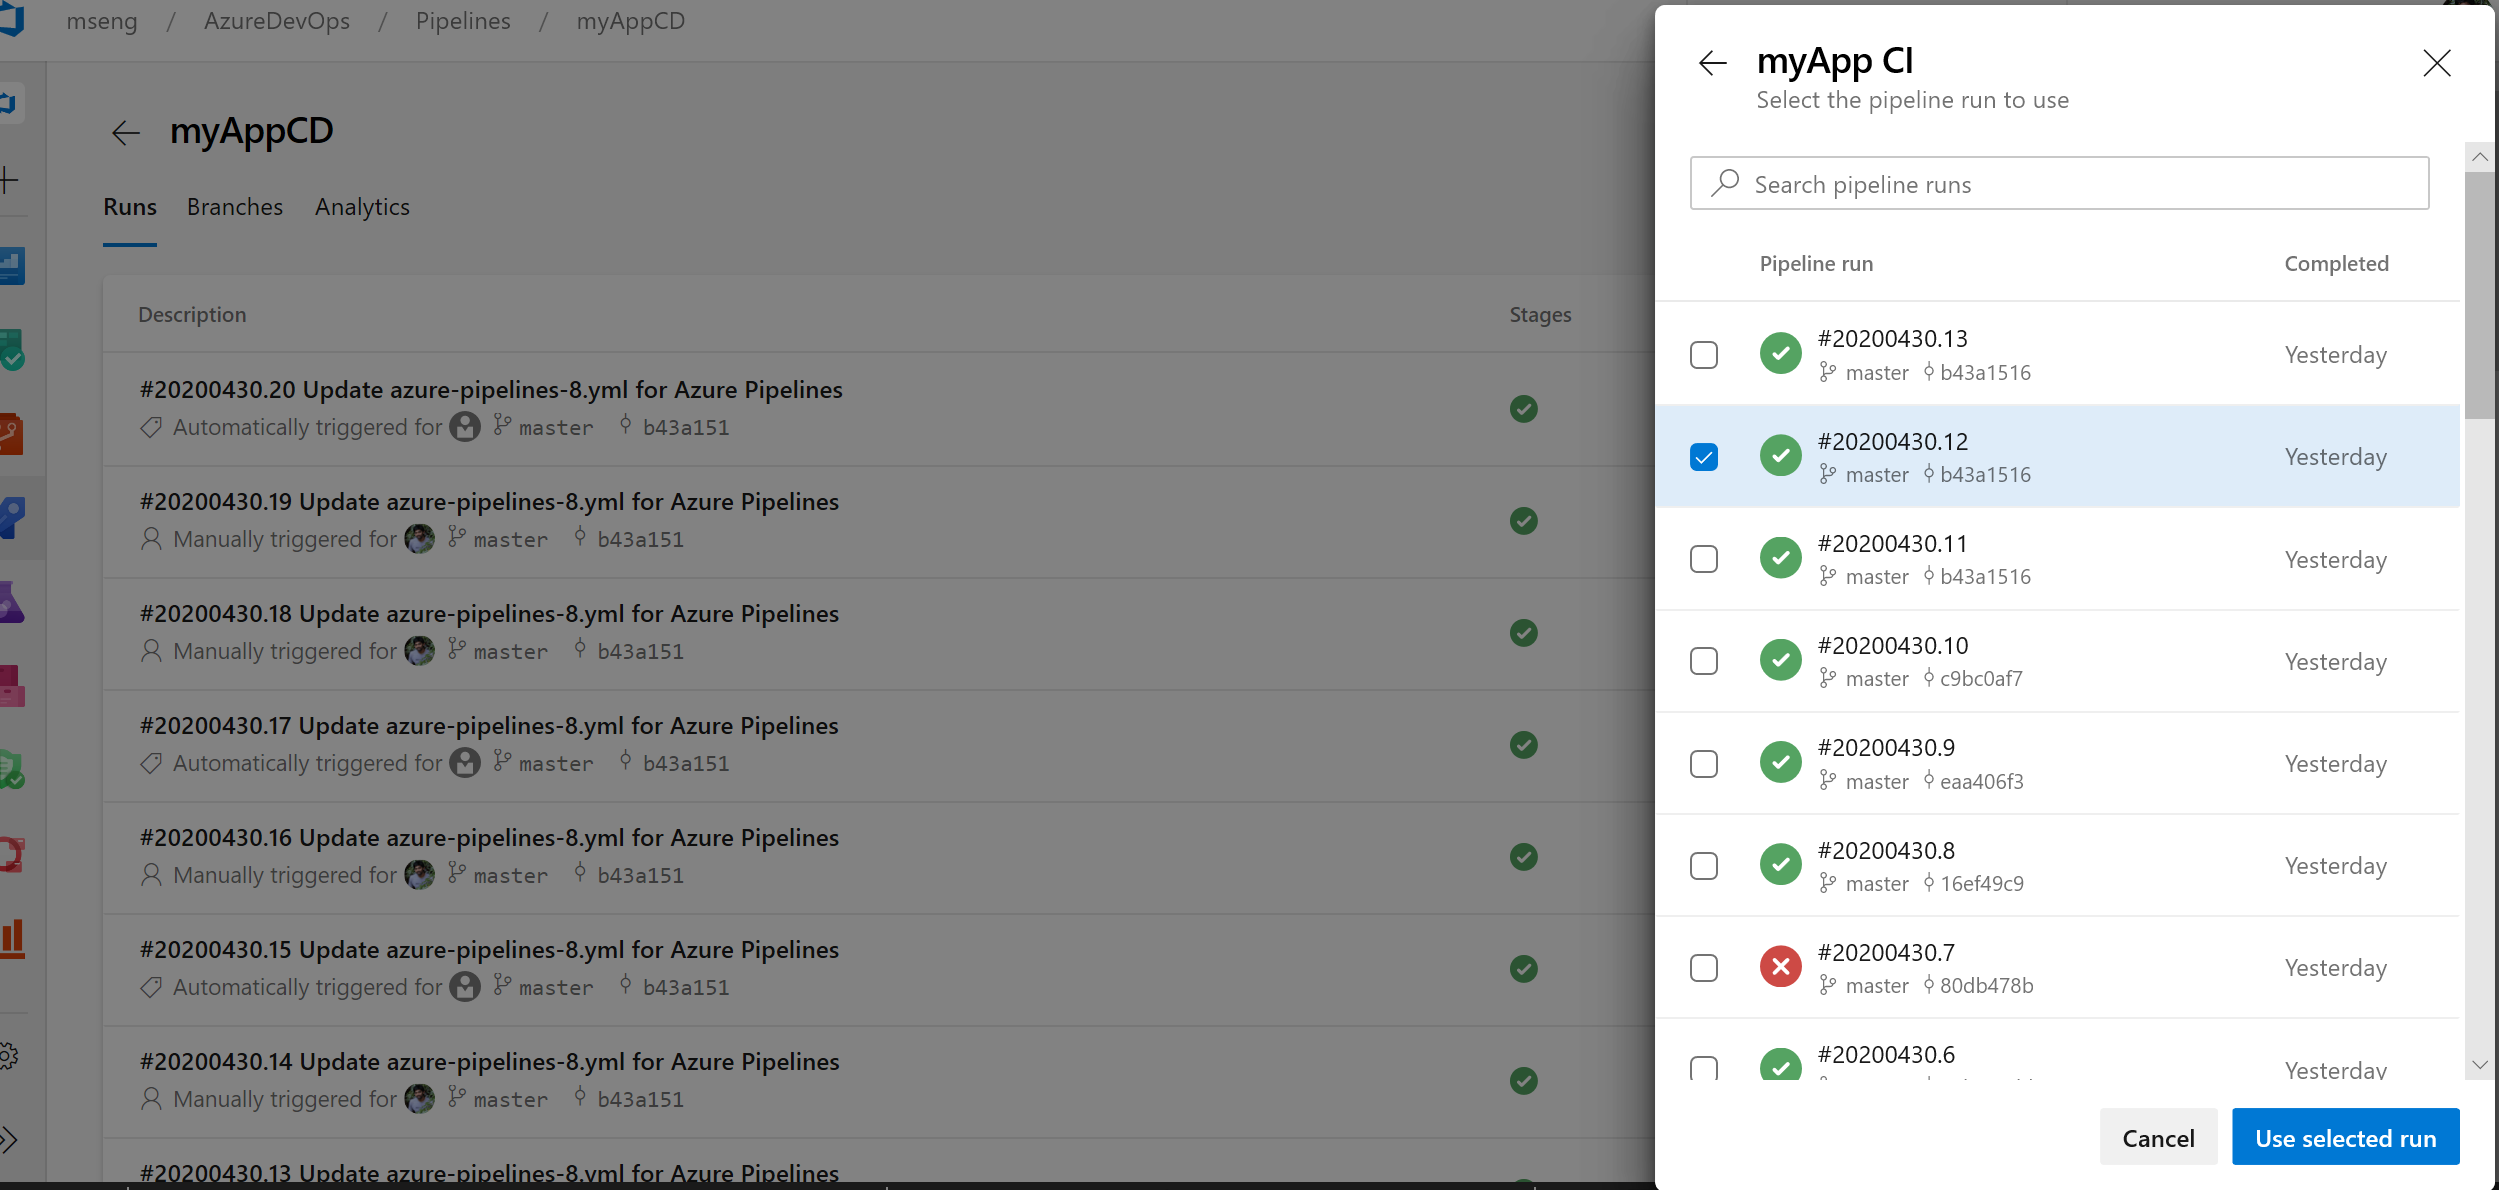 mseng / AzureDevOps / Pipelines / myAppCD
myAppCD
Runs Branches Analytics
Description Stages
#20200430.20 Update azure-pipelines-8.yml for Azure Pipelines
Automatically triggered for master b43a151
#20200430.19 Update azure-pipelines-8.yml for Azure Pipelines
Manually triggered for master b43a151
#20200430.18 Update azure-pipelines-8.yml for Azure Pipelines
Manually triggered for master b43a151
#20200430.17 Update azure-pipelines-8.yml for Azure Pipelines
Automatically triggered for master b43a151
#20200430.16 Update azure-pipelines-8.yml for Azure Pipelines
Manually triggered for master b43a151
#20200430.15 Update azure-pipelines-8.yml for Azure Pipelines
Automatically triggered for master b43a151
#20200430.14 Update azure-pipelines-8.yml for Azure Pipelines
Manually triggered for master b43a151
#20200430.13 Update azure-pipelines-8.yml for Azure Pipelines
myApp CI
Select the pipeline run to use
Search pipeline runs
Pipeline run Completed
#20200430.13
master b43a1516 Yesterday
#20200430.12
master b43a1516 Yesterday
#20200430.11
master b43a1516 Yesterday
#20200430.10
master c9bc0af7 Yesterday
#20200430.9
master eaa406f3 Yesterday
#20200430.8
master 16ef49c9 Yesterday
#20200430.7
master 80db478b Yesterday
#20200430.6
Yesterday
Cancel Use selected run